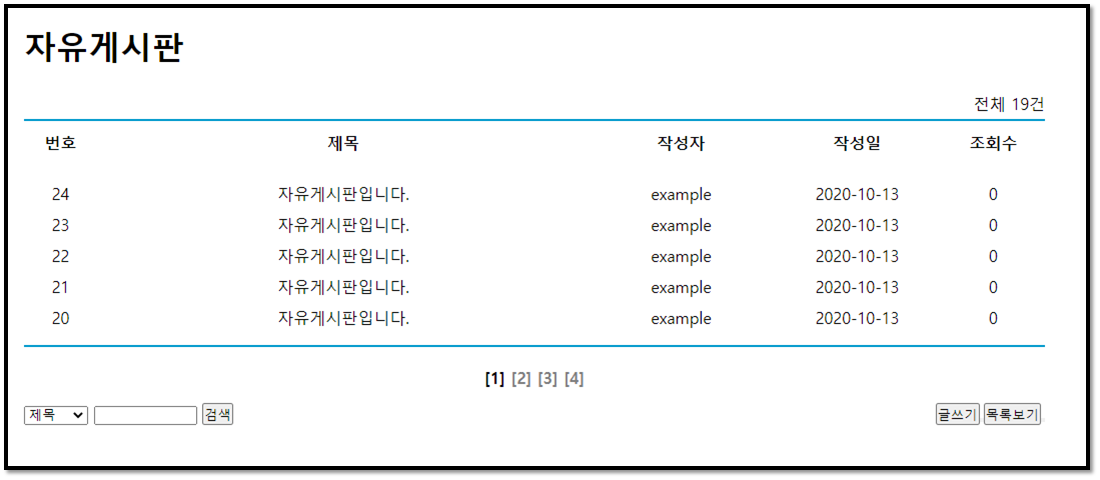 자유게시판
전체 19건
번호 제목 작성자 작성일 조회수
24 자유게시판입니다. example 2020-10-13 0
23 자유게시판입니다. example 2020-10-13 0
22 자유게시판입니다. example 2020-10-13 0
21 자유게시판입니다. example 2020-10-13 0
20 자유게시판입니다. example 2020-10-13 0
[1] [2] [3] [4]
제목 검색 글쓰기 목록보기